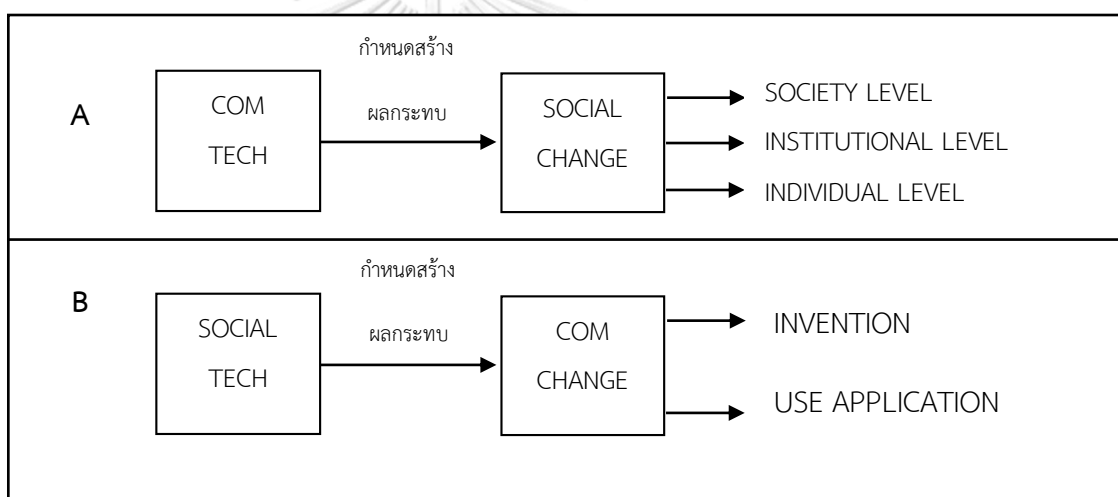 กำหนดสร้าง
A
COM
TECH
ผลกระทบ
SOCIAL
CHANGE
SOCIETY LEVEL
INSTITUTIONAL LEVEL
INDIVIDUAL LEVEL
กำหนดสร้าง
B
SOCIAL
TECH
ผลกระทบ
COM
CHANGE
INVENTION
USE APPLICATION